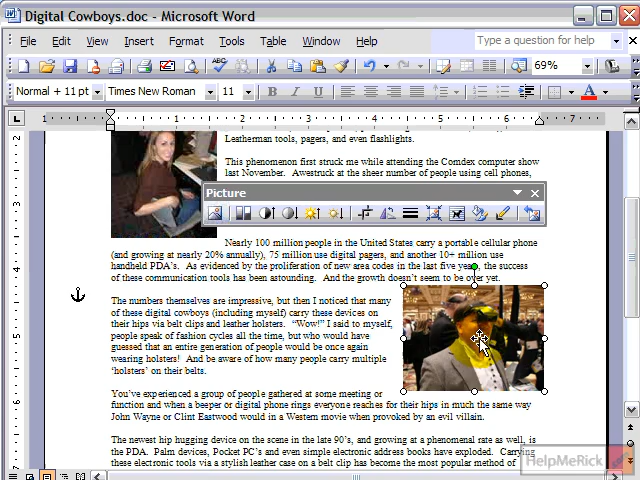 Digital Cowboys.doc - Microsoft Word
File Edit View Insert Format Tools Table Window Help Type a question for help
69%
Normal + 11 pt Times New Roman 11 B I U
1 1 2 3 4 5 6 7
Leatherman tools, pagers, and even flashlights.
This phenomenon first struck me while attending the Comdex computer show
last November. Awestruck at the sheer number of people using cell phones,
Picture
Nearly 100 million people in the United States carry a portable cellular phone
(and growing at nearly 20% annually), 75 million use digital pagers, and another 10+ million use
handheld PDA's. As evidenced by the proliferation of new area codes in the last five years, the success
of these communication tools has been astounding. And the growth doesn't seem to be over yet.
The numbers themselves are impressive, but then I noticed that many
of these digital cowboys (including myself) carry these devices on
their hips via belt clips and leather holsters. "Wow!" I said to myself,
people speak of fashion cycles all the time, but who would have
guessed that an entire generation of people would be once again
wearing holsters! And be aware of how many people carry multiple
'holsters' on their belts.
You've experienced a group of people gathered at some meeting or
function and when a beeper or digital phone rings everyone reaches for their hips in much the same way
John Wayne or Clint Eastwood would in a Western movie when provoked by an evil villain.
The newest hip hugging device on the scene in the late 90's, and growing at a phenomenal rate as well, is
the PDA. Palm devices, Pocket PC's and even simple electronic address books have exploded. Carrying
these electronic tools via a stylish leather case on a belt clip has become the most popular method of
HelpMeRick